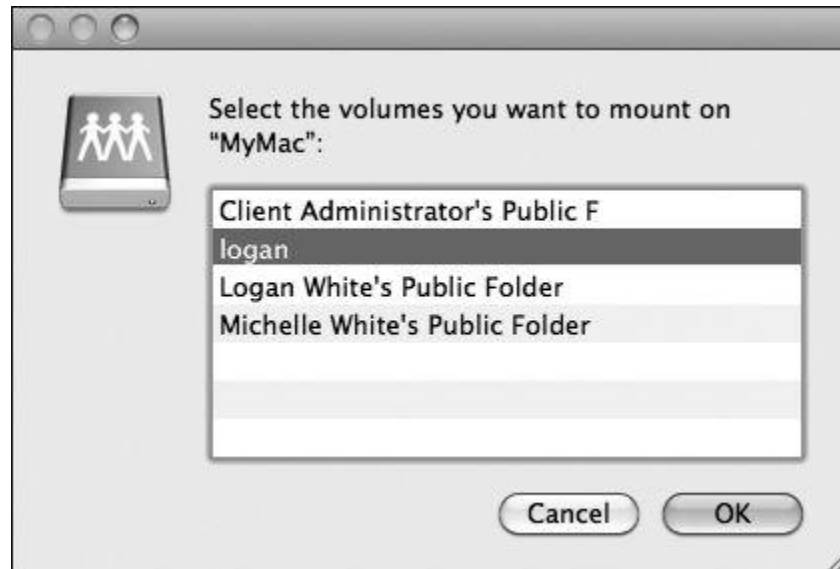 Select the volumes you want to mount on
“MyMac”:
Client Administrator's Public F
logan
Logan White's Public Folder
Michelle White's Public Folder
Cancel
OK